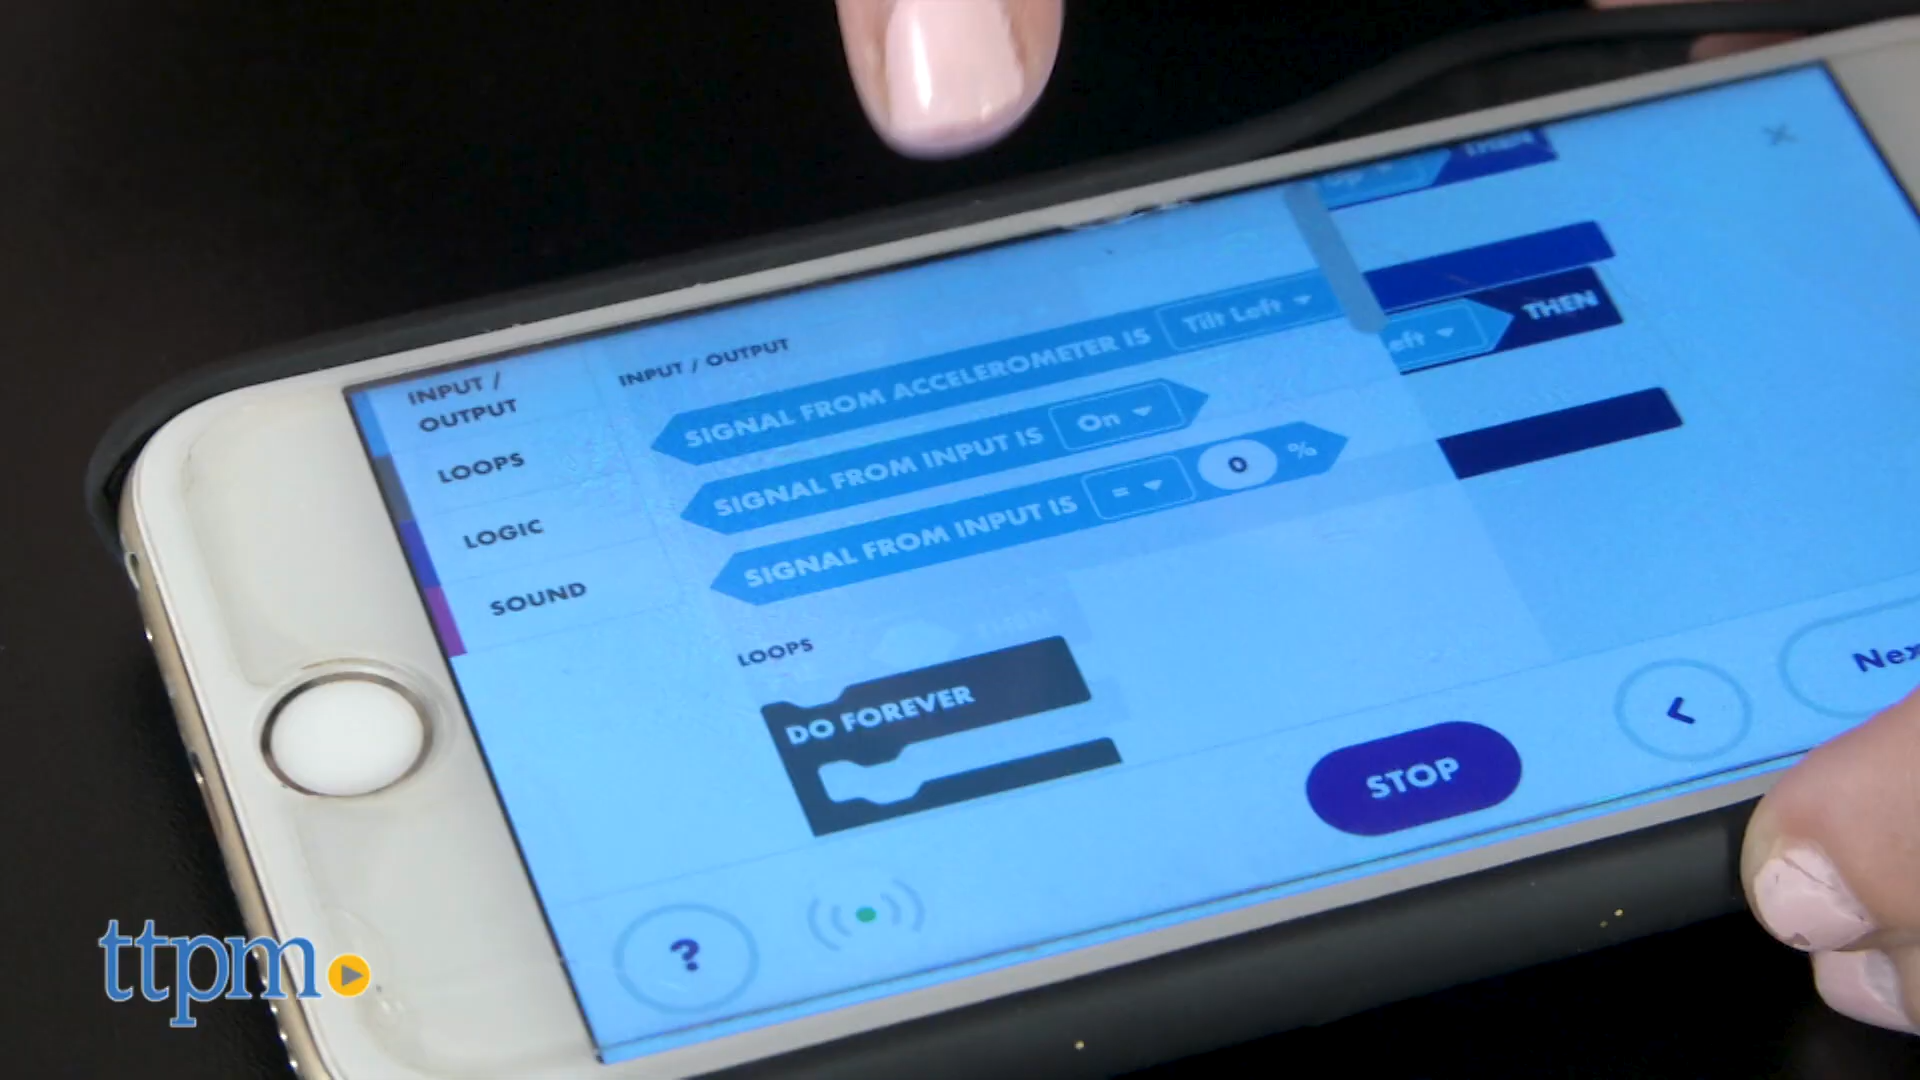 INPUT /
OUTPUT
LOOPS
LOGIC
SOUND
INPUT / OUTPUT
SIGNAL FROM ACCELEROMETER IS Tilt Left
SIGNAL FROM INPUT IS On
SIGNAL FROM INPUT IS = 0 %
LOOPS
DO FOREVER
THEN
STOP
<
?
ttpm